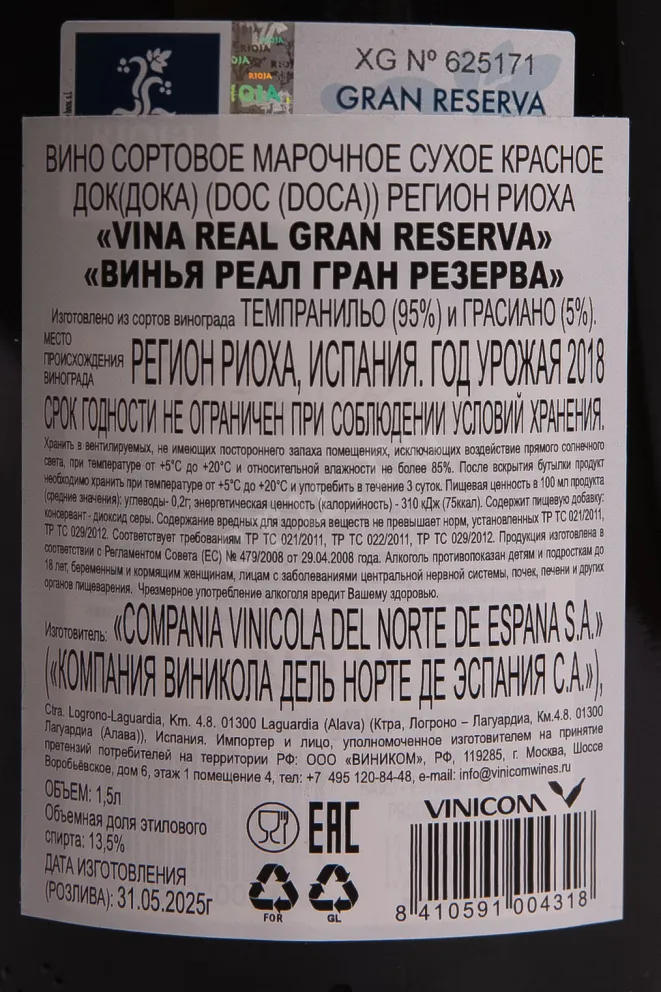 XG Nº 625171
RIOJA
GRAN RESERVA
ВИНО СОРТОВОЕ МАРОЧНОЕ СУХОЕ КРАСНОЕ
ДОК(ДОКА) (DOC (DOCA)) РЕГИОН РИОХА
«VINA REAL GRAN RESERVA»
«ВИНЬЯ РЕАЛ ГРАН РЕЗЕРВА»
Изготовлено из сортов винограда ТЕМПРАНИЛЬО (95%) и ГРАСИАНО (5%).
МЕСТО ПРОИСХОЖДЕНИЯ ВИНОГРАДА РЕГИОН РИОХА, ИСПАНИЯ. ГОД УРОЖАЯ 2018
СРОК ГОДНОСТИ НЕ ОГРАНИЧЕН ПРИ СОБЛЮДЕНИИ УСЛОВИЙ ХРАНЕНИЯ.
Хранить в вентилируемых, не имеющих постороннего запаха помещениях, исключающих воздействие прямого солнечного
света, при температуре от +5°С до +20°С и относительной влажности не более 85%. После вскрытия бутылки продукт
необходимо хранить при температуре от +5°С до +20°С и употребить в течение 3 суток. Пищевая ценность в 100 мл продукта
(средние значения): углеводы- 0,2г; энергетическая ценность (калорийность) - 310 кДж (75ккал). Содержит пищевую добавку:
консервант - диоксид серы. Содержание вредных для здоровья веществ не превышает норм, установленных ТР ТС 021/2011,
ТР ТС 029/2012. Соответствует требованиям ТР ТС 021/2011, ТР ТС 022/2011, ТР ТС 029/2012. Продукция изготовлена в
соответствии с Регламентом Совета (ЕС) № 479/2008 от 29.04.2008 года. Алкоголь противопоказан детям и подросткам до
18 лет, беременным и кормящим женщинам, лицам с заболеваниями центральной нервной системы, почек, печени и других
органов пищеварения. Чрезмерное употребление алкоголя вредит Вашему здоровью.
Изготовитель: «COMPANIA VINICOLA DEL NORTE DE ESPANA S.A.»
(«КОМПАНИЯ ВИНИКОЛА ДЕЛЬ НОРТЕ ДЕ ЭСПАНИЯ С.А.»),
Ctra. Logrono-Laguardia, Km. 4.8. 01300 Laguardia (Alava) (Ктра, Логроно – Лагуардиа, Км.4.8. 01300
Лагуардиа (Алава)), Испания. Импортер и лицо, уполномоченное изготовителем на принятие
претензий потребителей на территории РФ: ООО «ВИНИКОМ», РФ, 119285, г. Москва, Шоссе
Воробьёвское, дом 6, этаж 1 помещение 4, тел: +7 495 120-84-48, e-mail: info@vinicomwines.ru
ОБЪЕМ: 1,5л
Объемная доля этилового
спирта: 13,5%
ДАТА ИЗГОТОВЛЕНИЯ
(РОЗЛИВА): 31.05.2025г
EAC
FOR
GL
VINICOM
8 410591 004318